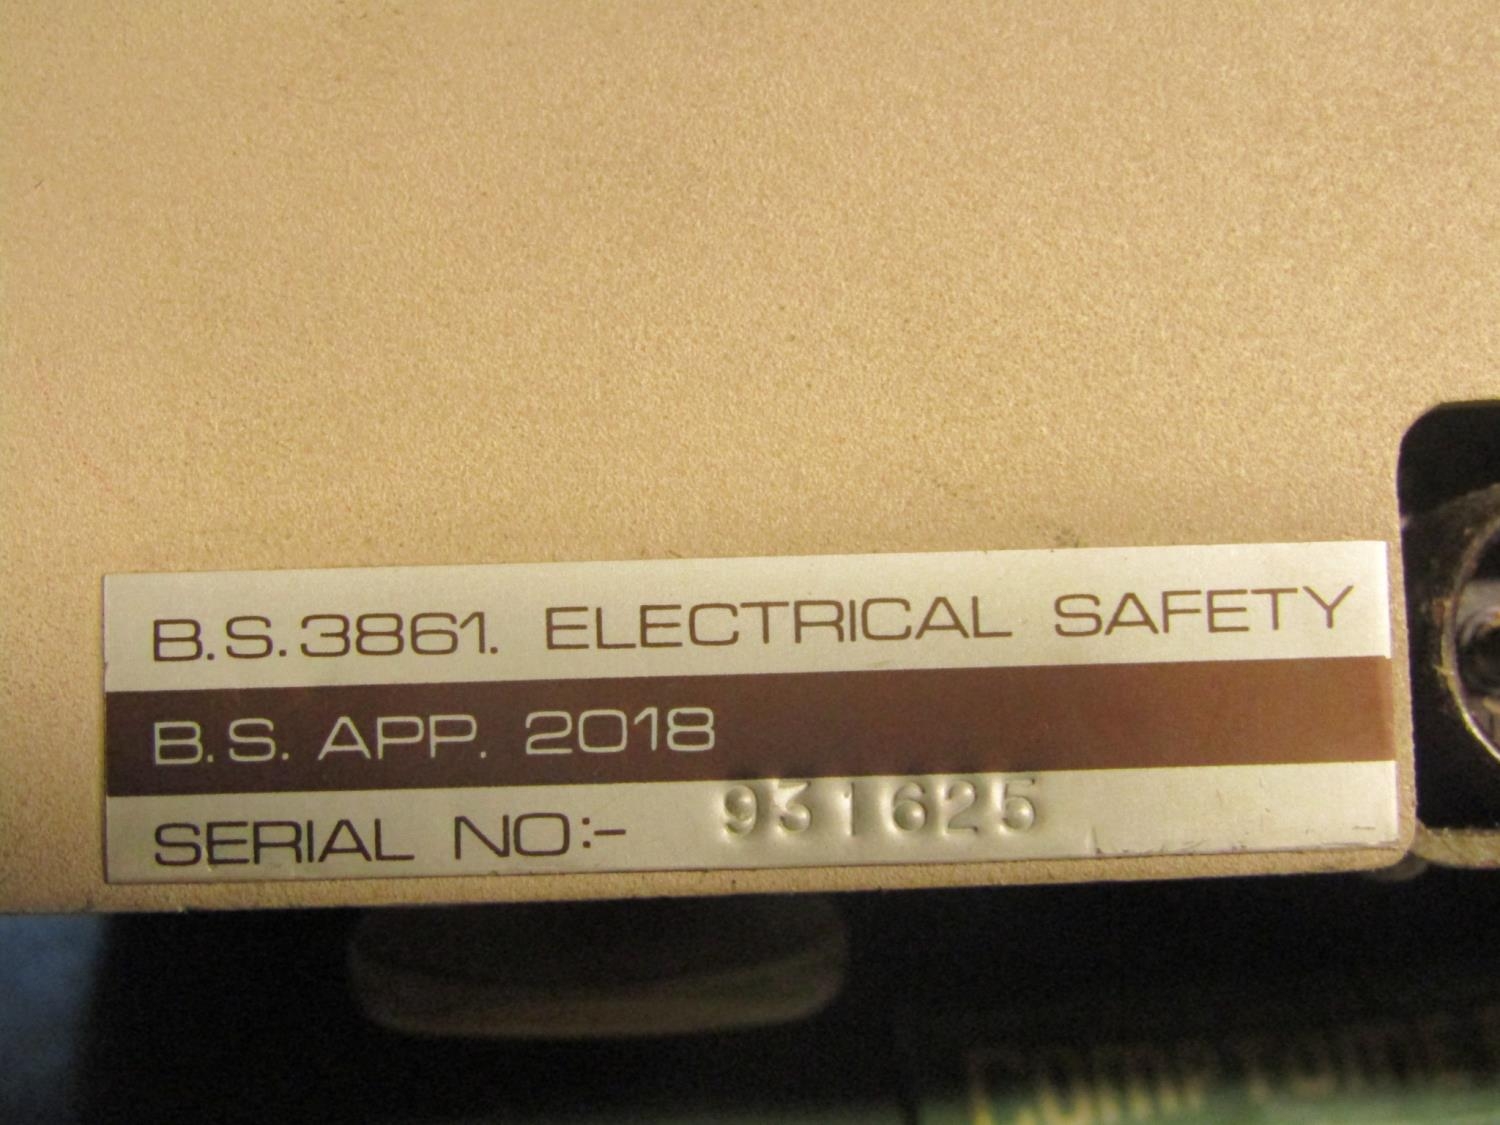 B.S.3861. ELECTRICAL SAFETY
B.S. APP. 2018
SERIAL NO:- 931625